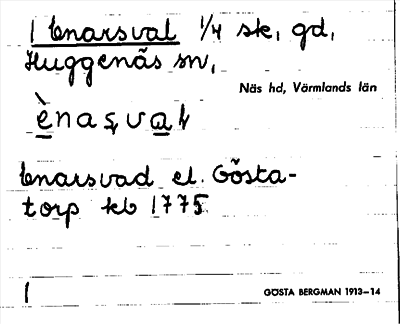 1 Enarsval 1/4 sk, gd,
Huggenäs sn,
Näs hd, Värmlands län
ènaʂvaɭ
Enarsvad el. Gösta-
torp kb 1775
1
GÖSTA BERGMAN 1913–14